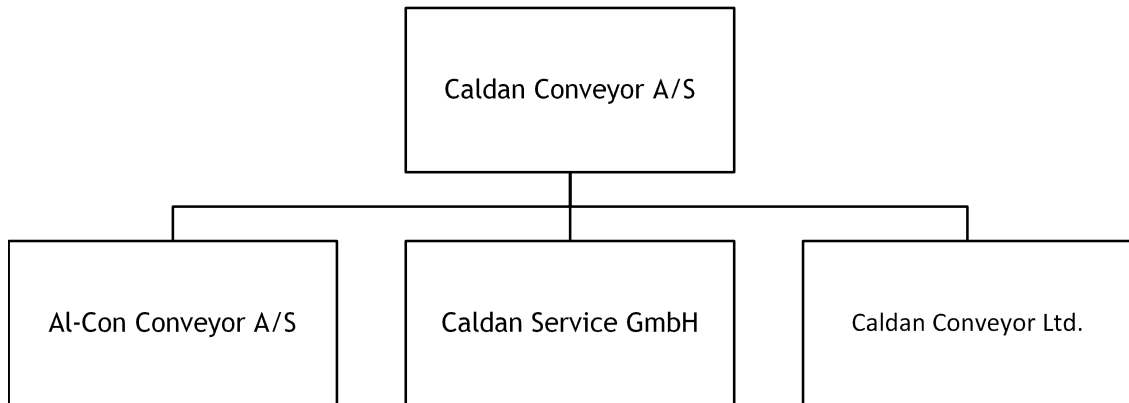 Caldan Conveyor A/S
Al-Con Conveyor A/S
Caldan Service GmbH
Caldan Conveyor Ltd.